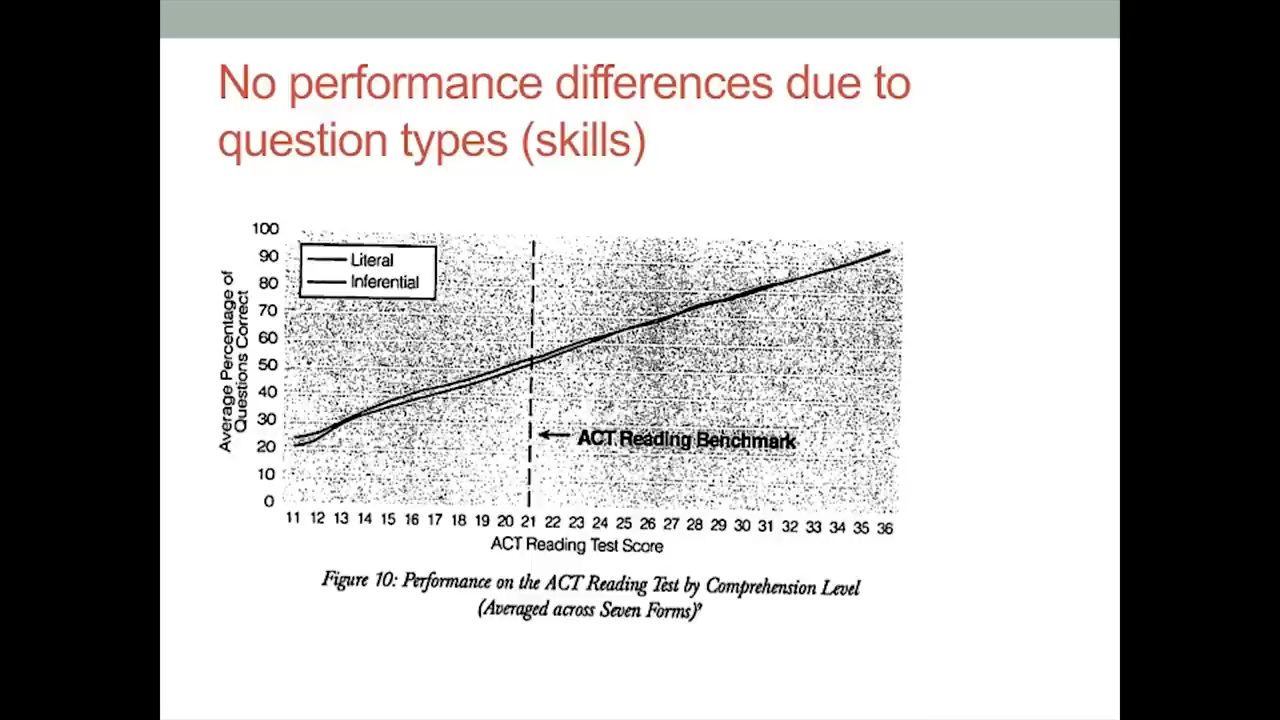 No performance differences due to
question types (skills)
100
90
80
70
60
50
40
30
20
10
0
Average Percentage of
Questions Correct
Literal
Inferential
ACT Reading Benchmark
11 12 13 14 15 16 17 18 19 20 21 22 23 24 25 26 27 28 29 30 31 32 33 34 35 36
ACT Reading Test Score
Figure 10: Performance on the ACT Reading Test by Comprehension Level
(Averaged across Seven Forms)⁹